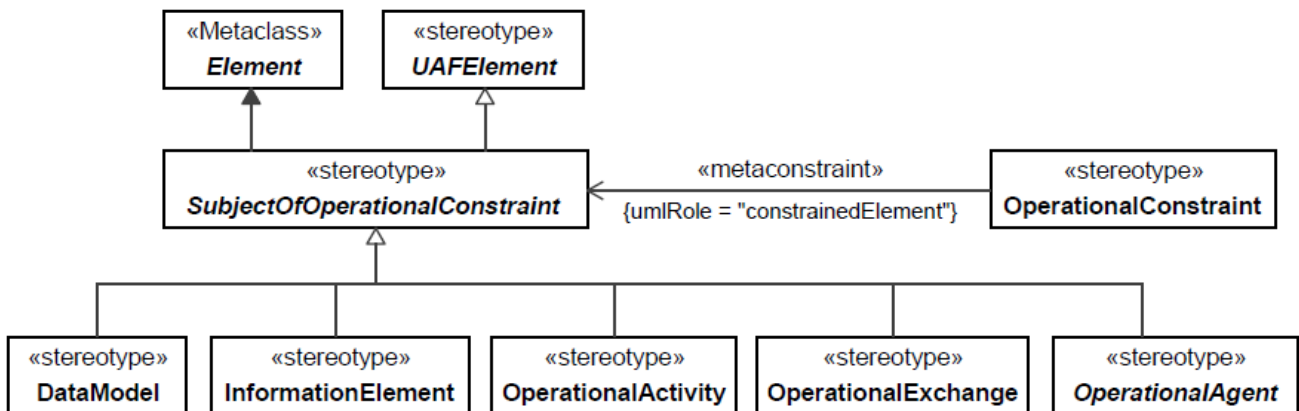 «Metaclass»
Element
«stereotype»
UAFElement
«stereotype»
SubjectOfOperationalConstraint
«metaconstraint»
{umlRole = "constrainedElement"}
«stereotype»
OperationalConstraint
«stereotype»
DataModel
«stereotype»
InformationElement
«stereotype»
OperationalActivity
«stereotype»
OperationalExchange
«stereotype»
OperationalAgent